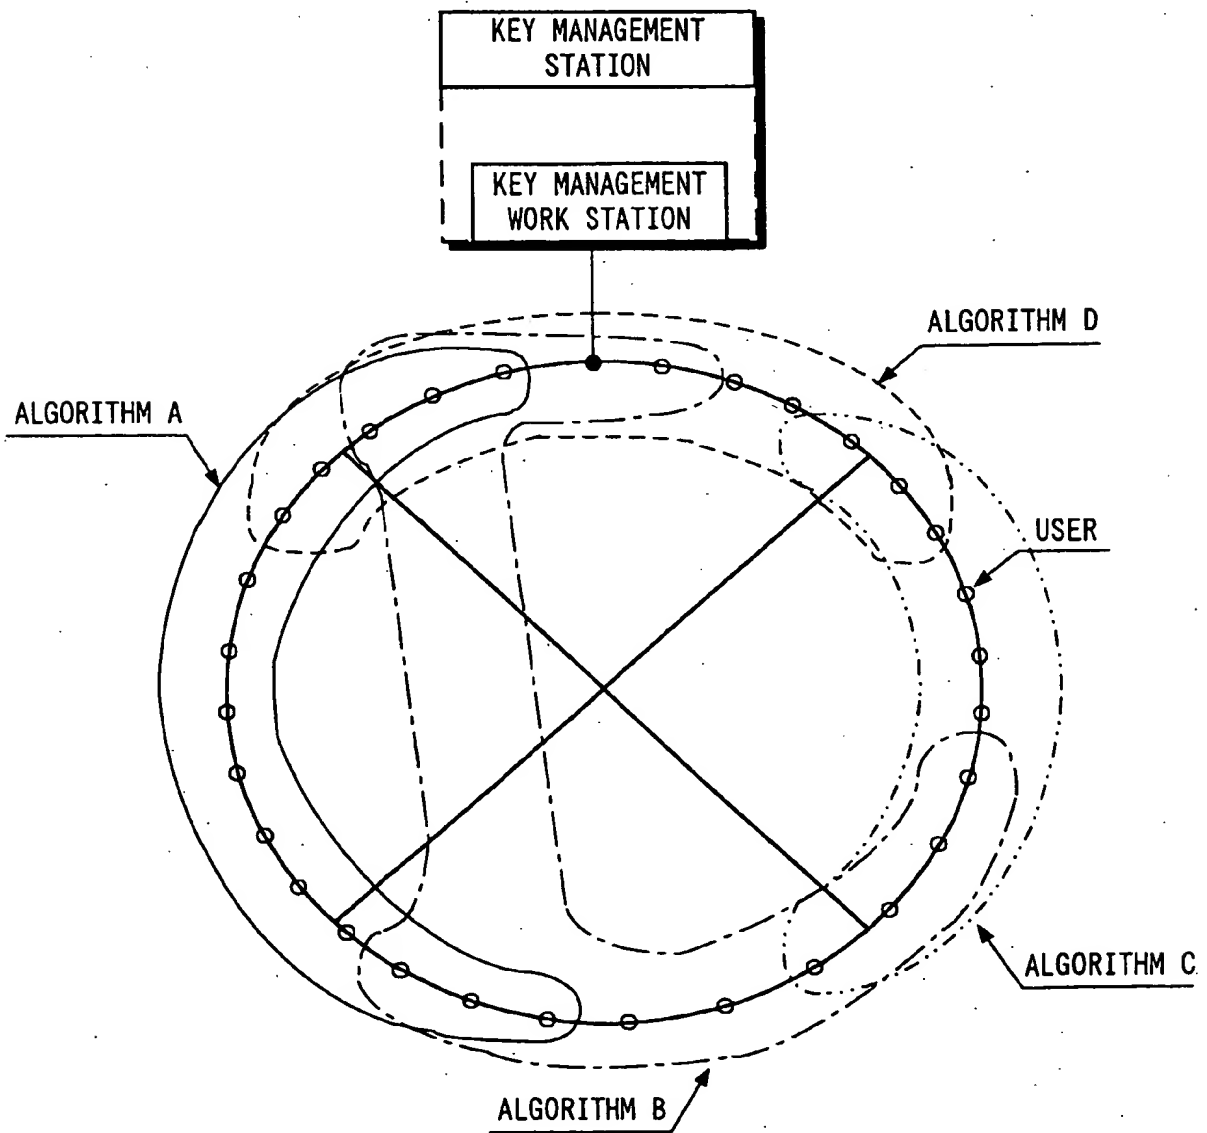 KEY MANAGEMENT
STATION
KEY MANAGEMENT
WORK STATION
ALGORITHM D
ALGORITHM A
USER
ALGORITHM C
ALGORITHM B